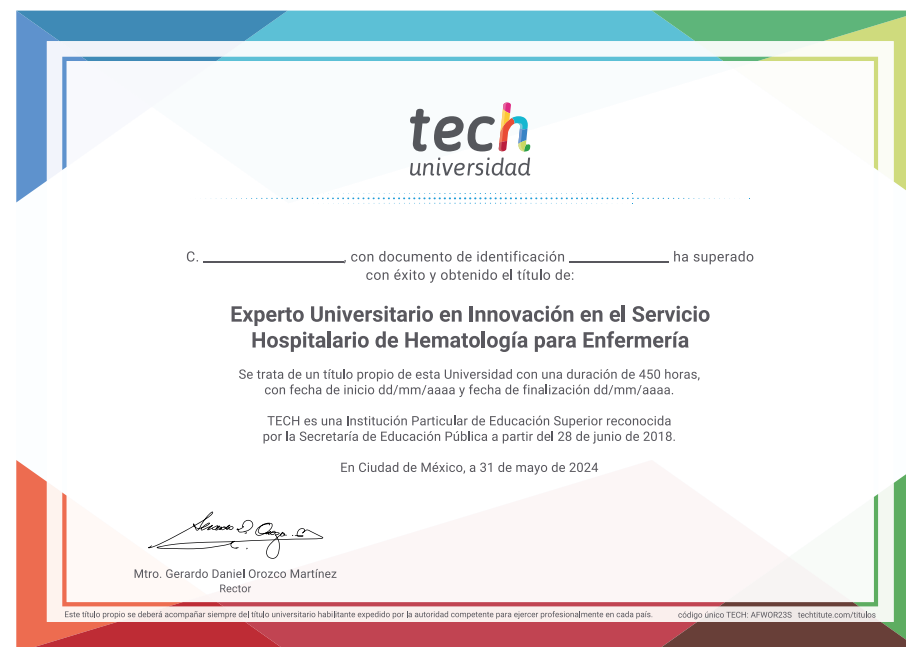 tech
universidad
C. ____________, con documento de identificación ____________ ha superado
con éxito y obtenido el título de:
Experto Universitario en Innovación en el Servicio
Hospitalario de Hematología para Enfermería
Se trata de un título propio de esta Universidad con una duración de 450 horas,
con fecha de inicio dd/mm/aaaa y fecha de finalización dd/mm/aaaa.
TECH es una Institución Particular de Educación Superior reconocida
por la Secretaría de Educación Pública a partir del 28 de junio de 2018.
En Ciudad de México, a 31 de mayo de 2024
Mtro. Gerardo Daniel Orozco Martínez
Rector
Este título propio se deberá acompañar siempre del título universitario habilitante expedido por la autoridad competente para ejercer profesionalmente en cada país. código único TECH: AFWOR23S techtitute.com/titulos